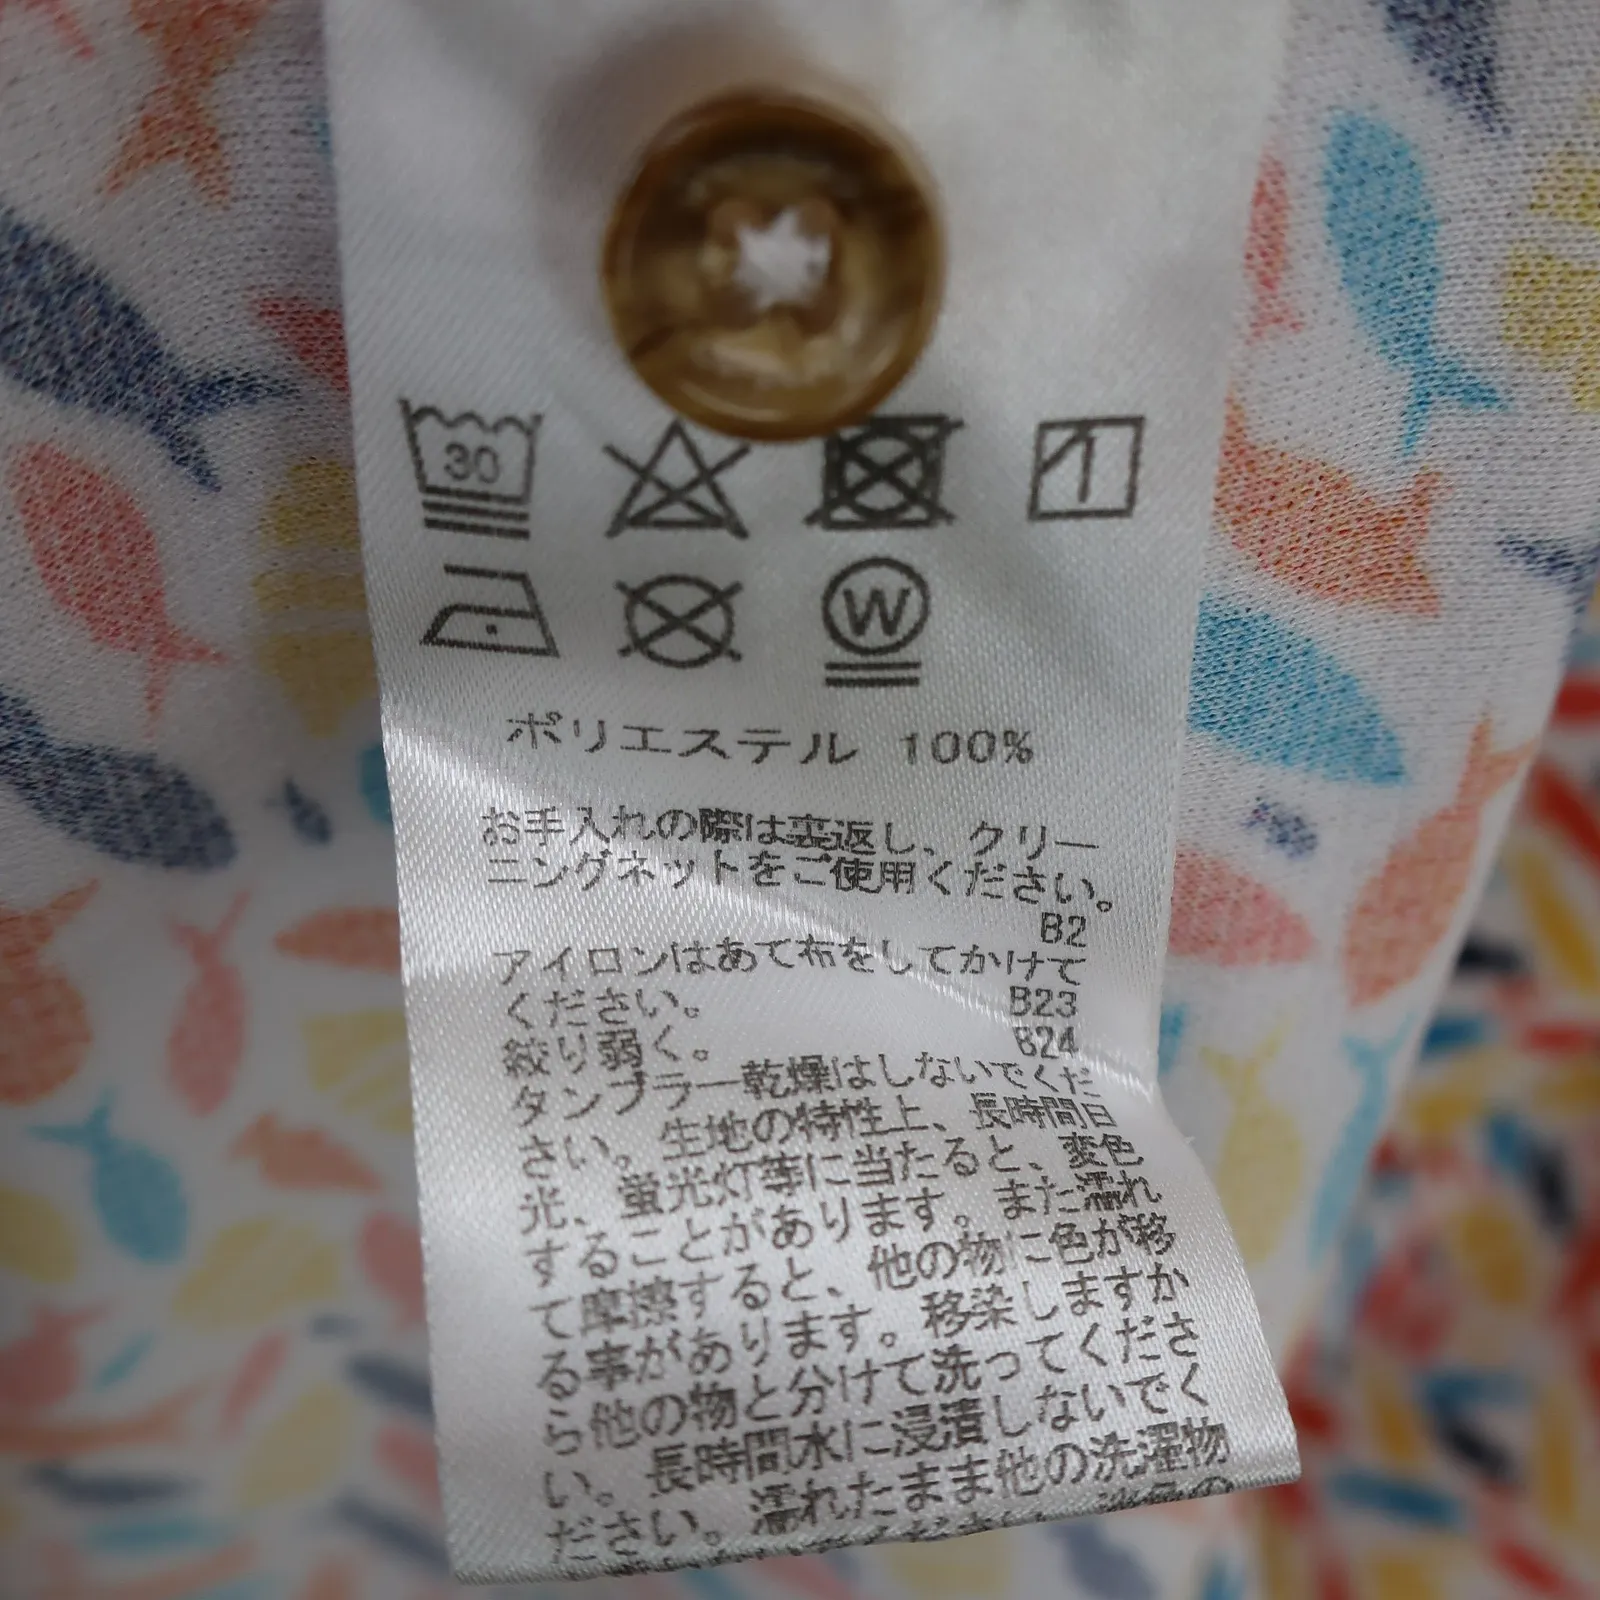 30
W
ポリエステル 100%
お手入れの際は裏返し、クリー
ニングネットをご使用ください。
B2
アイロンはあて布をしてかけて
ください。 B23
絞り弱く。 B24
タンブラー乾燥はしないでくだ
さい。生地の特性上、長時間日
光、蛍光灯等に当たると、変色
することがあります。また濡れ
て摩擦すると、他の物に色が移
る事があります。移染しますか
ら他の物と分けて洗ってくださ
い。長時間水に浸漬しないでく
ださい。濡れたまま他の洗濯物